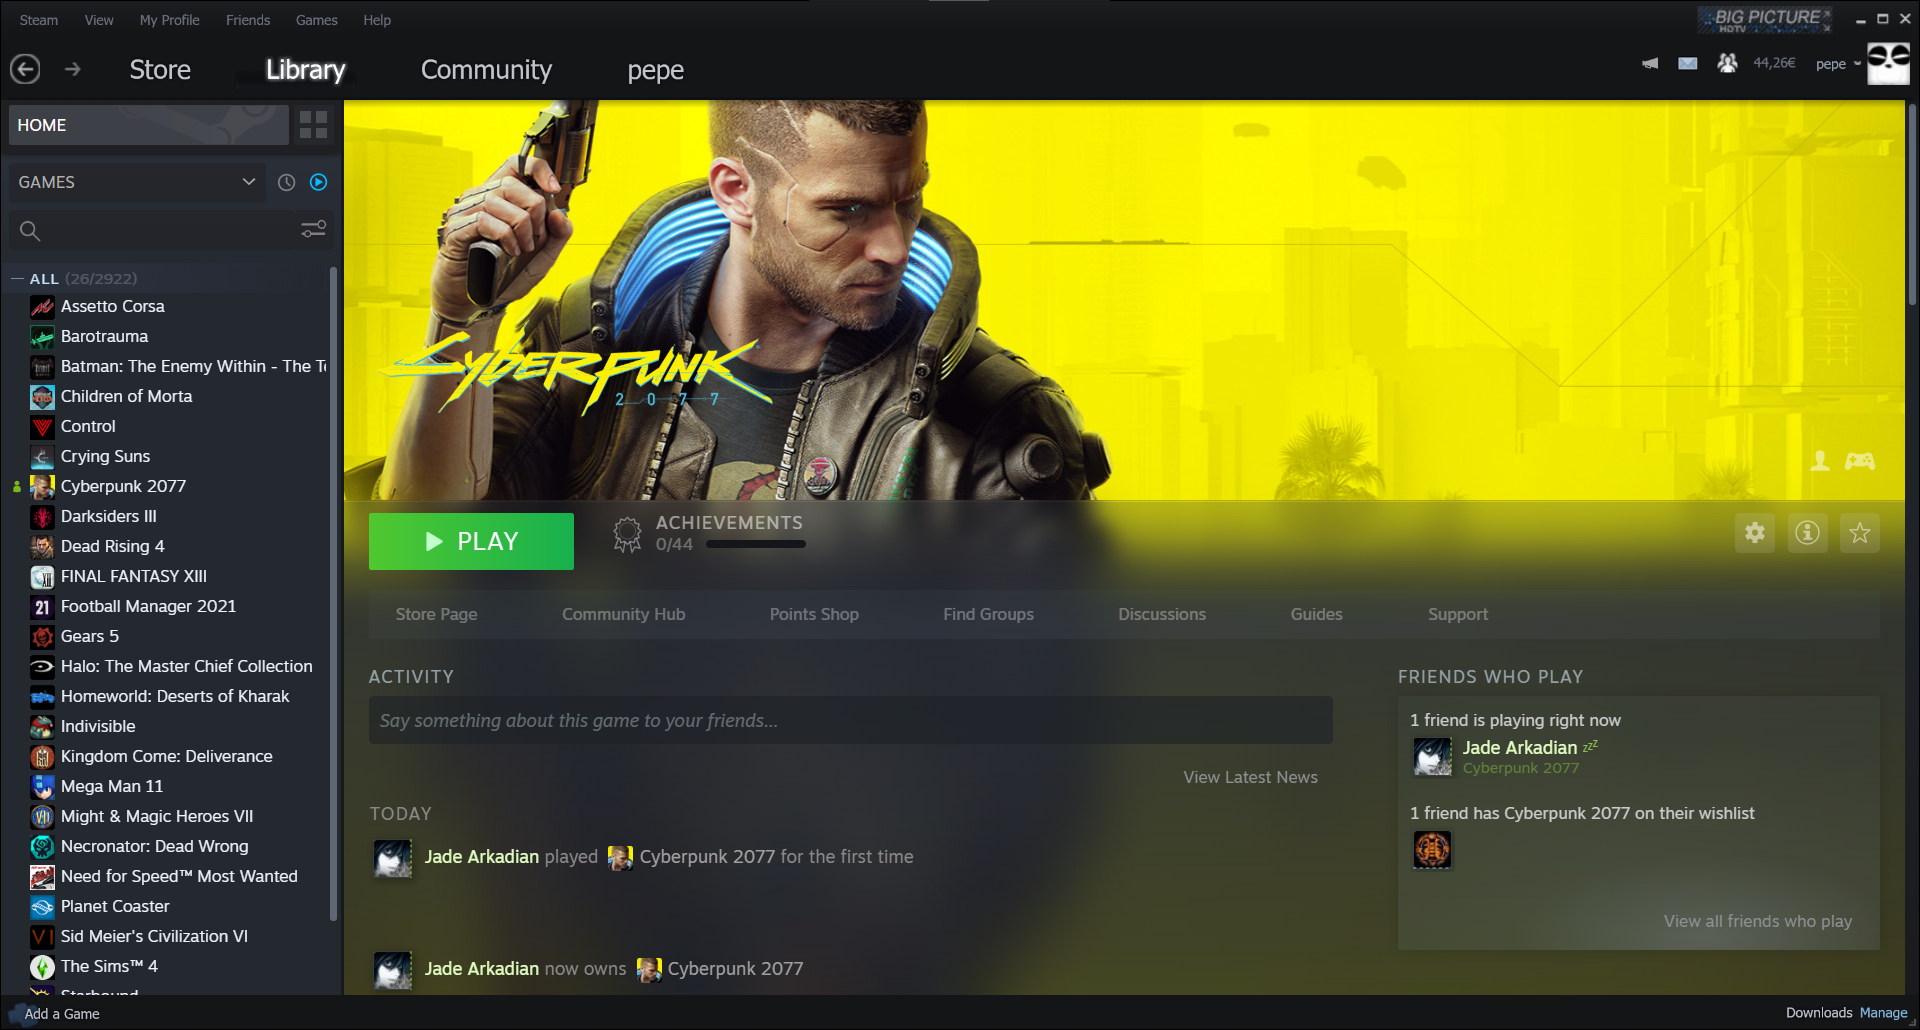 Steam View My Profile Friends Games Help
BIG PICTURE
HDTV
Store Library Community pepe
44,26€ pepe
HOME
GAMES
— ALL (26/2922)
Assetto Corsa
Barotrauma
Batman: The Enemy Within - The Te
Children of Morta
Control
Crying Suns
Cyberpunk 2077
Darksiders III
Dead Rising 4
FINAL FANTASY XIII
Football Manager 2021
Gears 5
Halo: The Master Chief Collection
Homeworld: Deserts of Kharak
Indivisible
Kingdom Come: Deliverance
Mega Man 11
Might & Magic Heroes VII
Necronator: Dead Wrong
Need for Speed™ Most Wanted
Planet Coaster
Sid Meier's Civilization VI
The Sims™ 4
Starbound
Add a Game
CYBERPUNK
2077
PLAY
ACHIEVEMENTS
0/44
Store Page Community Hub Points Shop Find Groups Discussions Guides Support
ACTIVITY
Say something about this game to your friends...
View Latest News
TODAY
Jade Arkadian played Cyberpunk 2077 for the first time
Jade Arkadian now owns Cyberpunk 2077
FRIENDS WHO PLAY
1 friend is playing right now
Jade Arkadian zzZ
Cyberpunk 2077
1 friend has Cyberpunk 2077 on their wishlist
View all friends who play
Downloads Manage